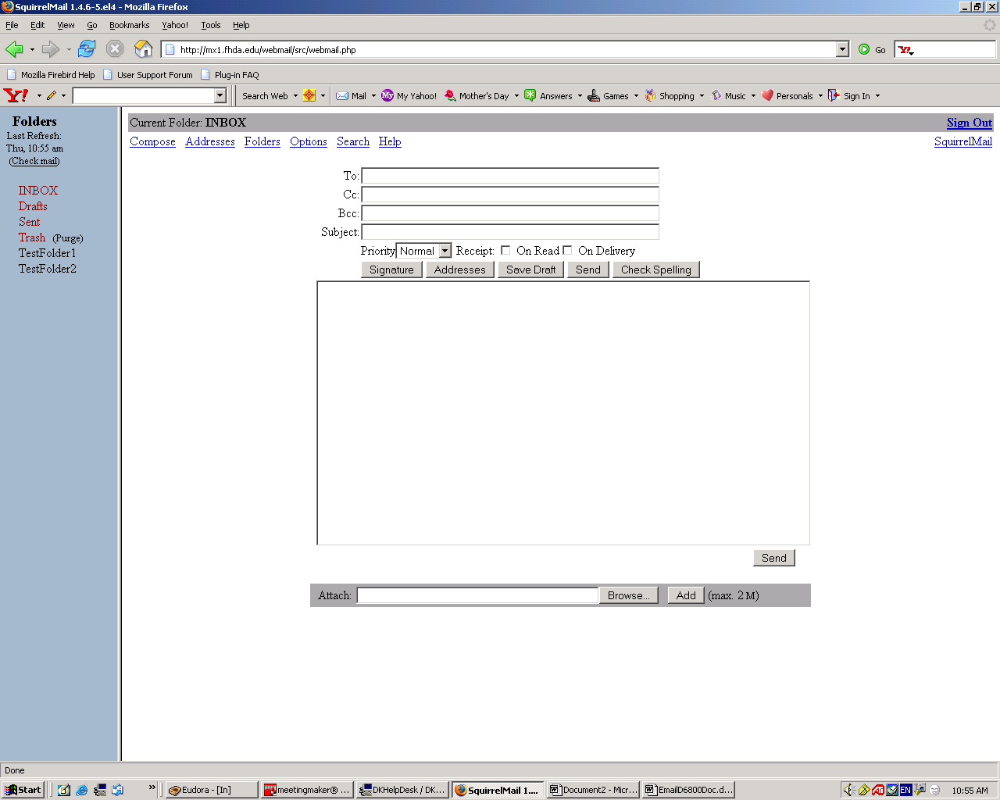 SquirrelMail 1.4.6-5.el4 - Mozilla Firefox
File Edit View Go Bookmarks Yahoo! Tools Help
http://mx1.fhda.edu/webmail/src/webmail.php Go Y!
Mozilla Firebird Help User Support Forum Plug-in FAQ
Y! Search Web Mail My My Yahoo! Mother's Day Answers Games Shopping Music Personals Sign In
Folders
Last Refresh:
Thu, 10:55 am
(Check mail)
INBOX
Drafts
Sent
Trash (Purge)
TestFolder1
TestFolder2
Current Folder: INBOX Sign Out
Compose Addresses Folders Options Search Help SquirrelMail
To:
Cc:
Bcc:
Subject:
Priority Normal Receipt: On Read On Delivery
Signature Addresses Save Draft Send Check Spelling
Send
Attach: Browse... Add (max. 2 M)
Done
Start » Eudora - [In] meetingmaker® ... DKHelpDesk / DK... SquirrelMail 1.... Document2 - Micr... EmailD6800Doc.d... EN 10:55 AM